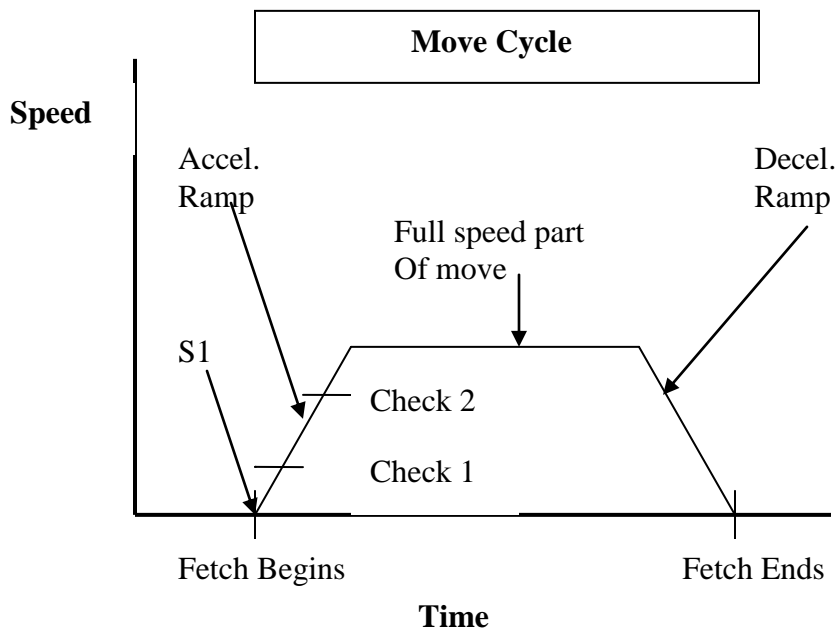 Move Cycle
Speed
Accel.
Ramp
Decel.
Ramp
Full speed part
Of move
S1
Check 2
Check 1
Fetch Begins
Fetch Ends
Time